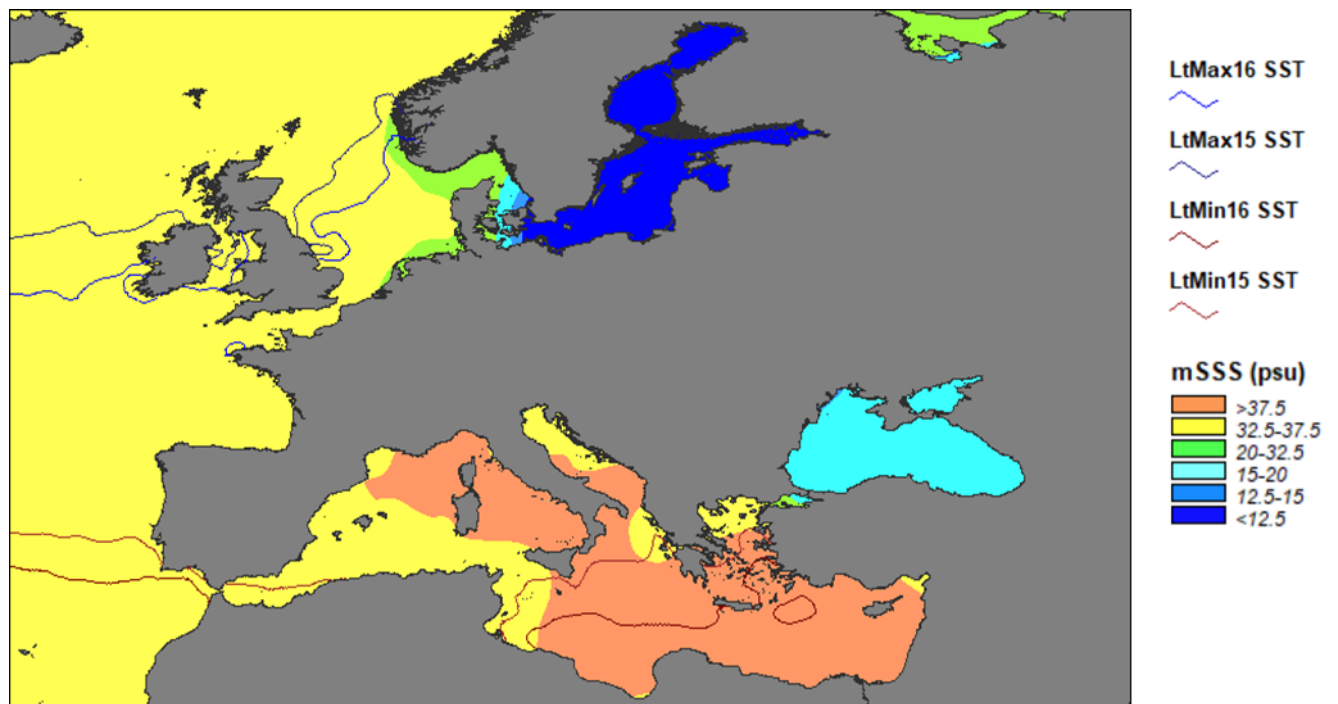 LtMax16 SST
LtMax15 SST
LtMin16 SST
LtMin15 SST
mSSS (psu)
>37.5
32.5-37.5
20-32.5
15-20
12.5-15
<12.5